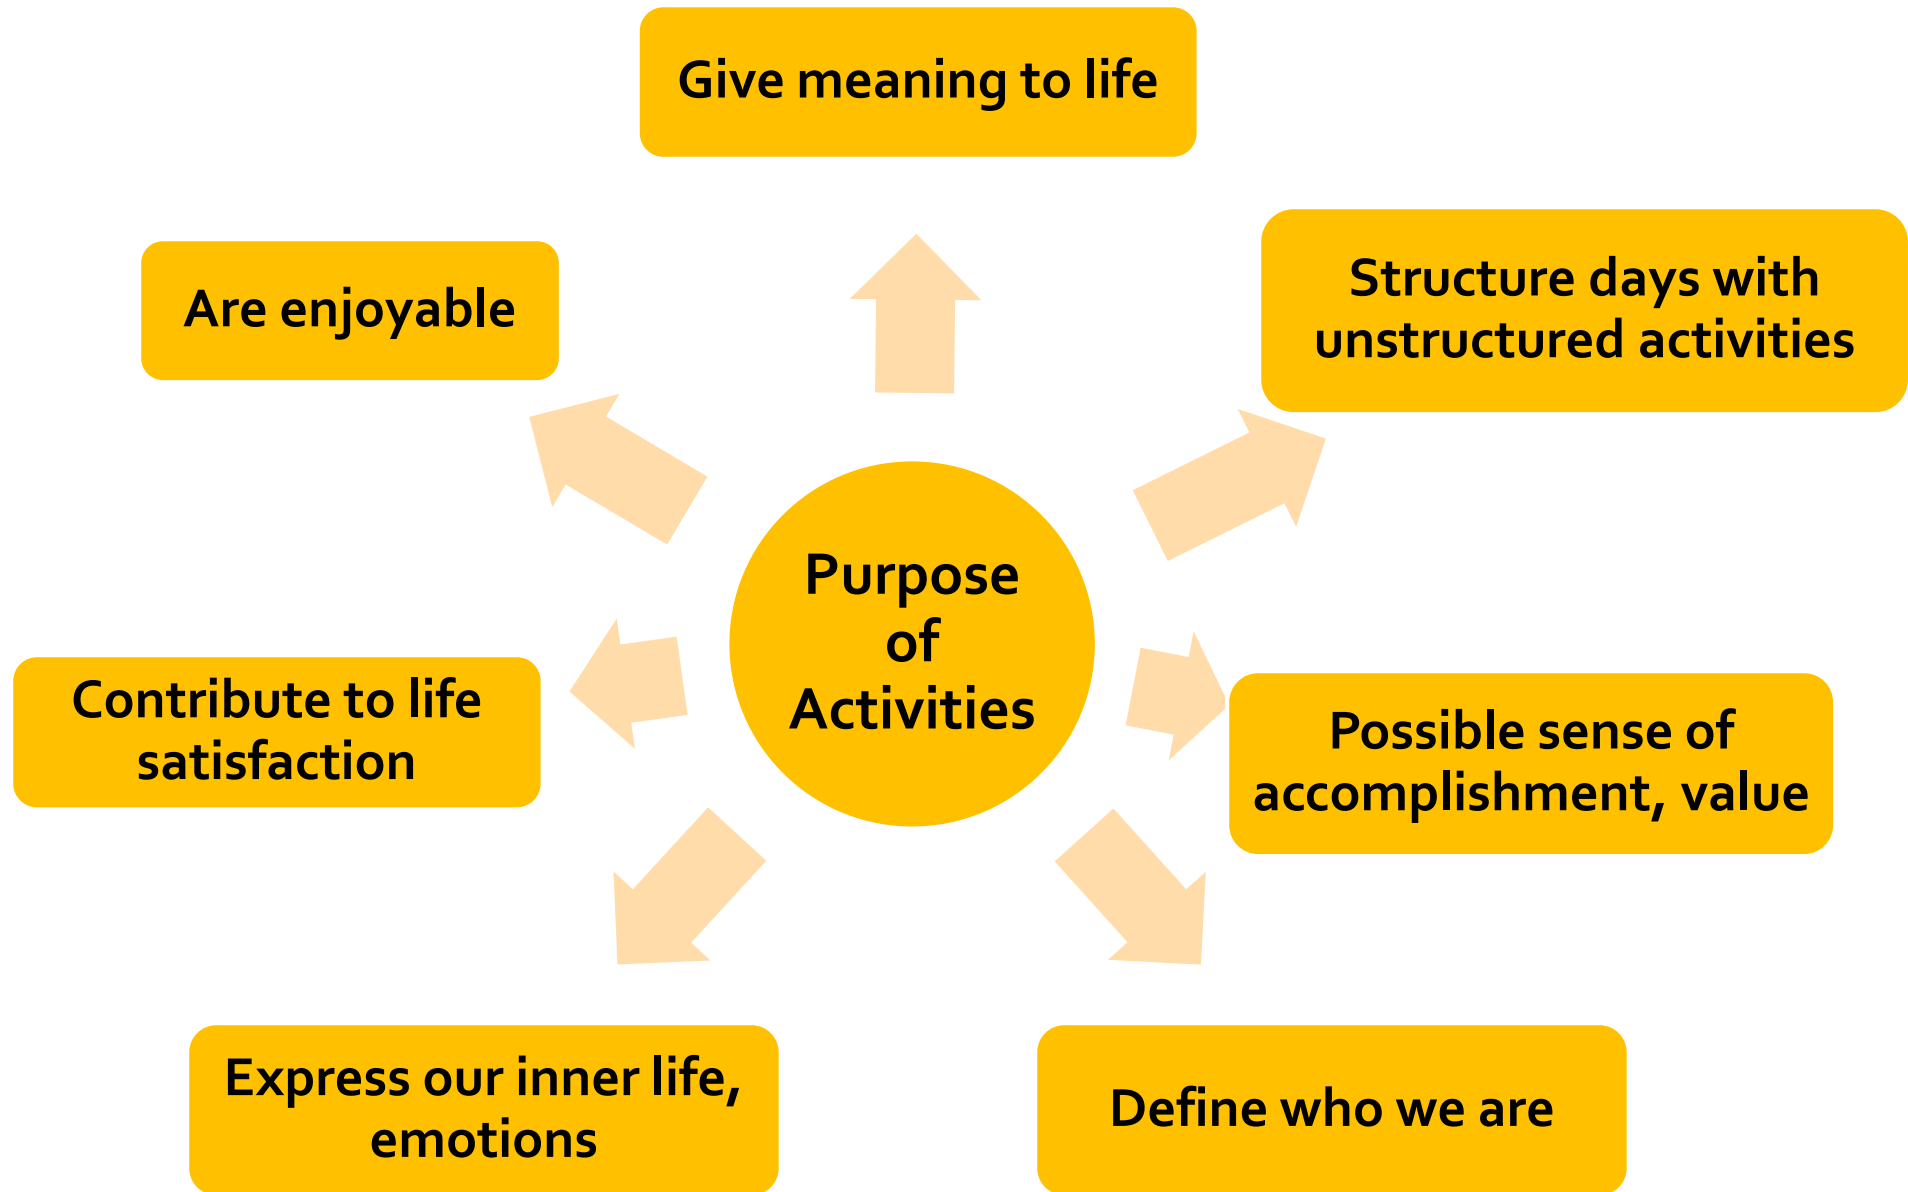 Give meaning to life
Are enjoyable
Structure days with
unstructured activities
Purpose
of
Activities
Contribute to life
satisfaction
Possible sense of
accomplishment, value
Express our inner life,
emotions
Define who we are